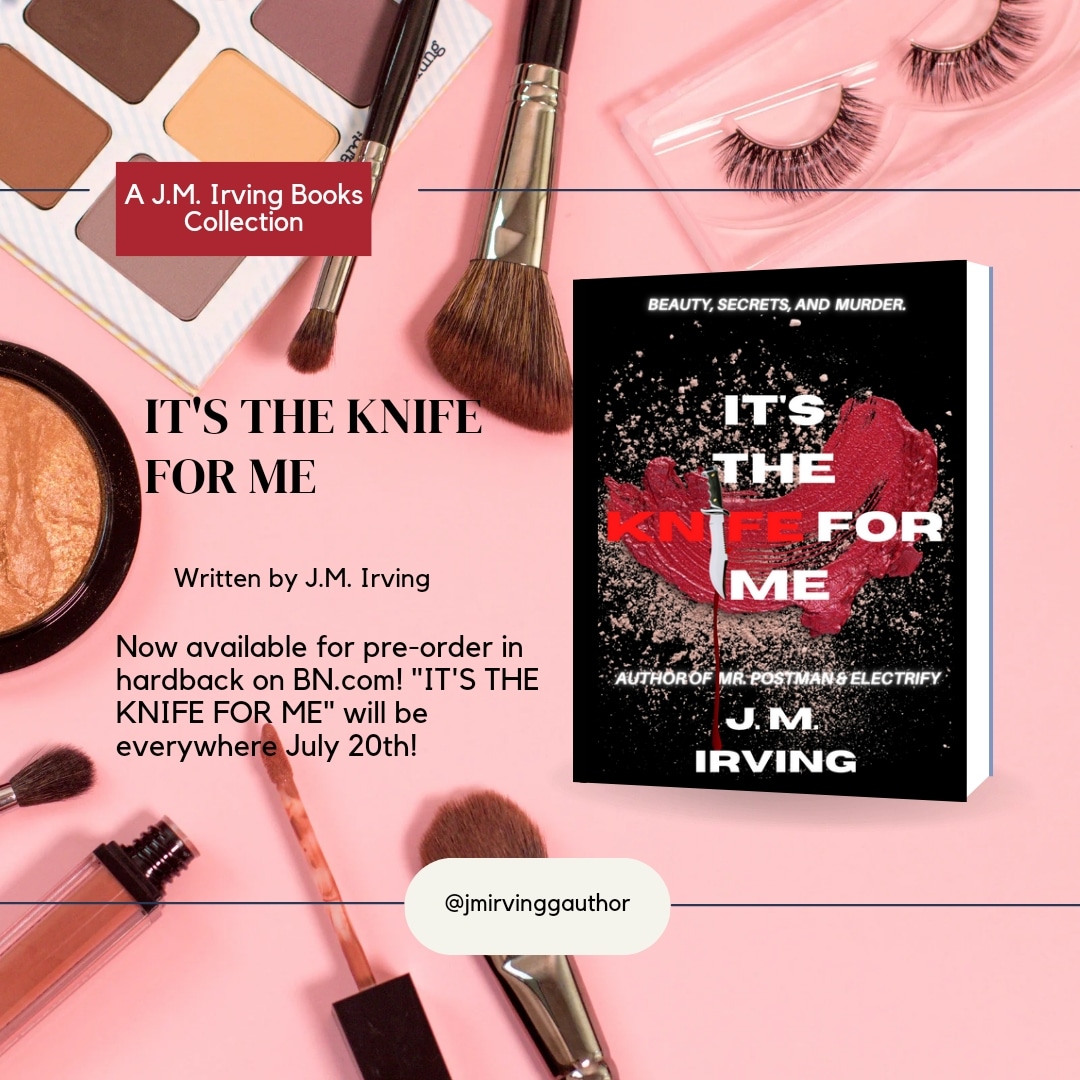 A J.M. Irving Books
Collection
IT'S THE KNIFE
FOR ME
Written by J.M. Irving
Now available for pre-order in
hardback on BN.com! "IT'S THE
KNIFE FOR ME" will be
everywhere July 20th!
BEAUTY, SECRETS, AND MURDER.
IT'S
THE
KNIFE FOR
ME
AUTHOR OF MR. POSTMAN & ELECTRIFY
J. M.
IRVING
@jmirvinggauthor